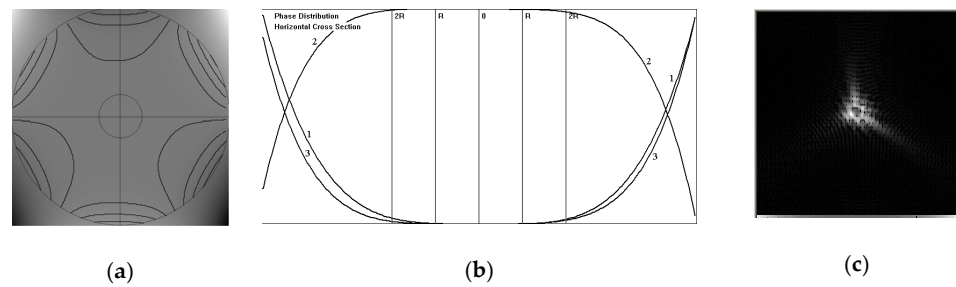 Phase Distribution
Horizontal Cross Section
2R
R
0
R
2R
2
2
1
1
3
3
(a)
(b)
(c)